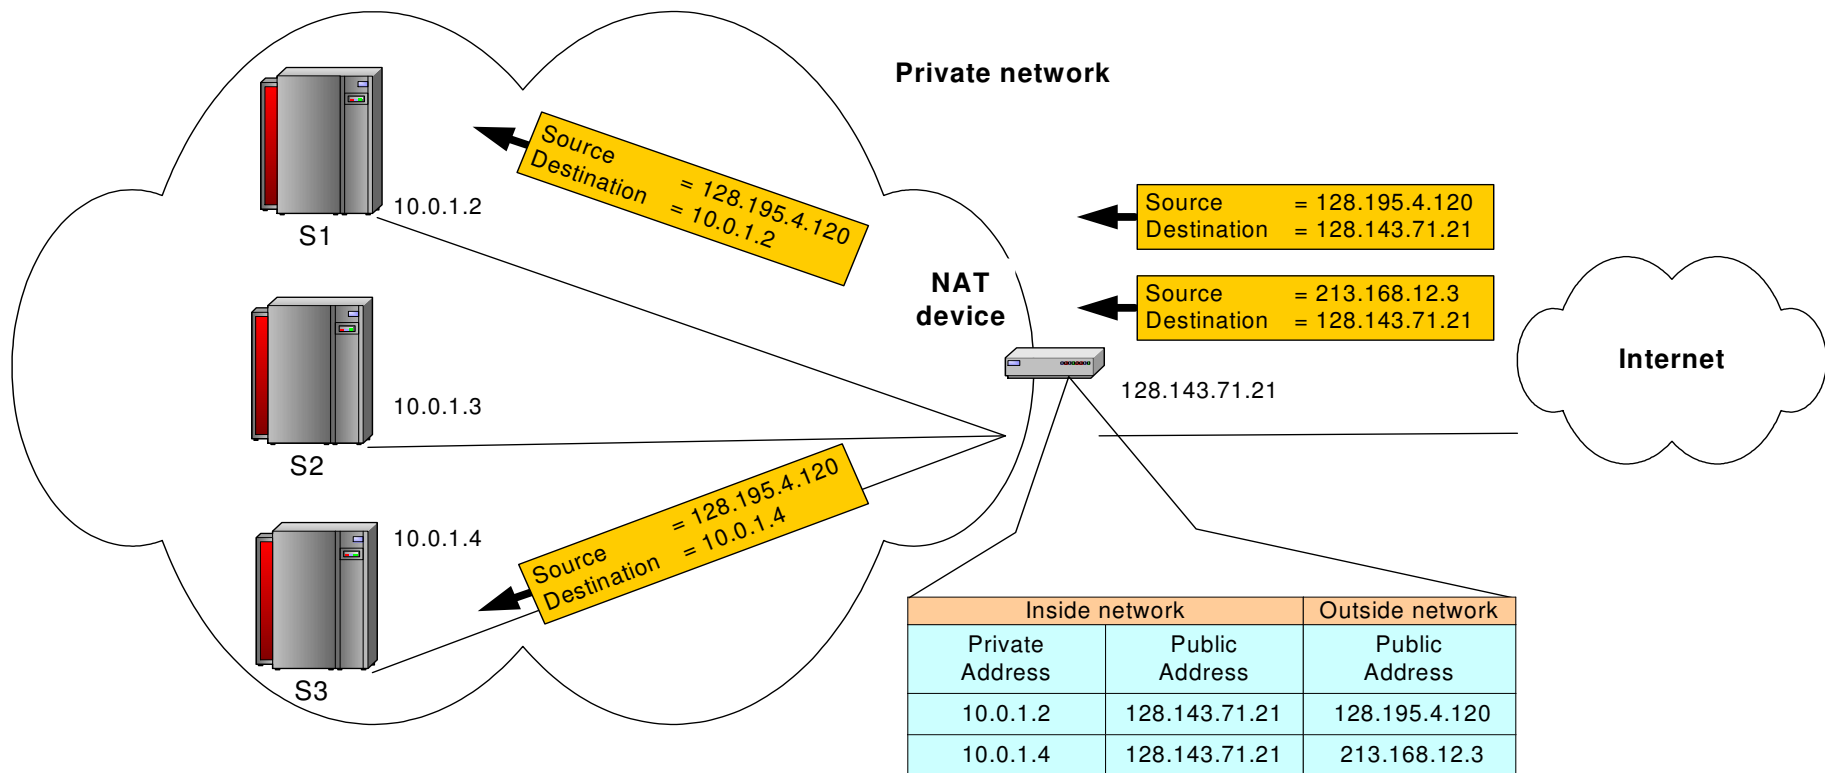 Private network
Source = 128.195.4.120
Destination = 10.0.1.2
10.0.1.2
S1
Source = 128.195.4.120
Destination = 128.143.71.21
NAT
device
Source = 213.168.12.3
Destination = 128.143.71.21
Internet
128.143.71.21
10.0.1.3
S2
Source = 128.195.4.120
Destination = 10.0.1.4
10.0.1.4
S3
Inside network Outside network
Private Address Public Address Public Address
10.0.1.2 128.143.71.21 128.195.4.120
10.0.1.4 128.143.71.21 213.168.12.3